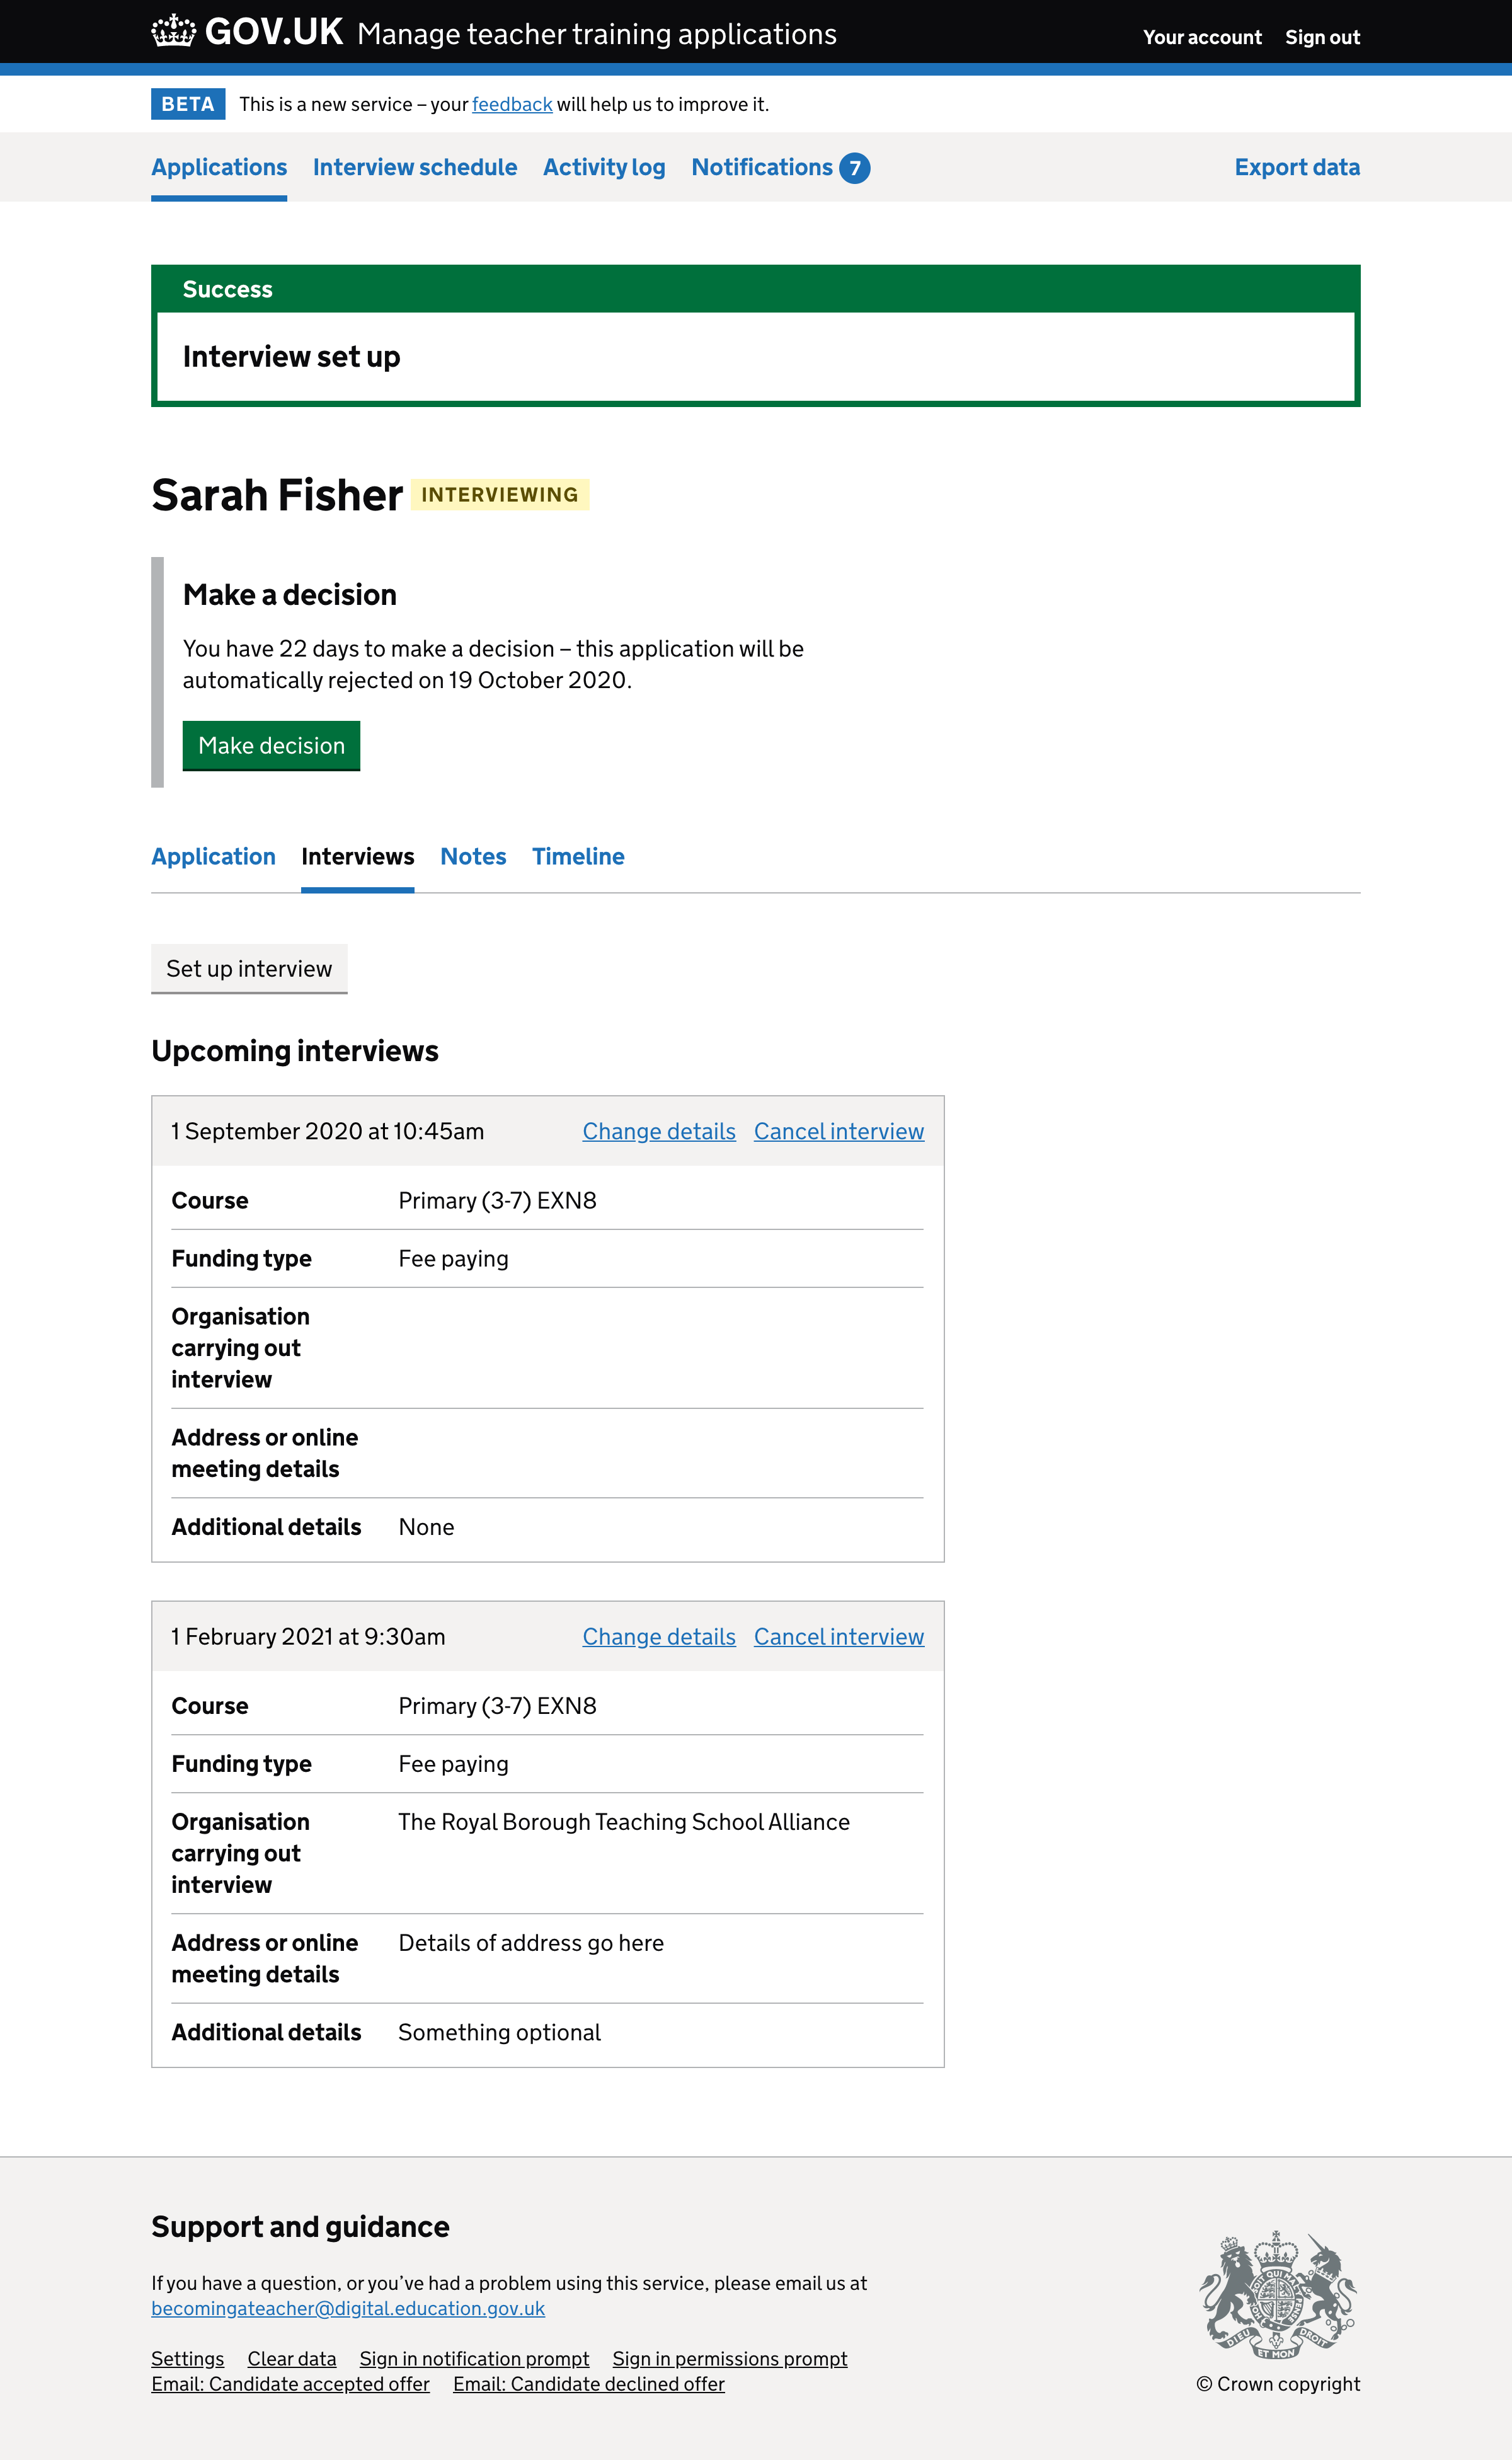 GOV.UK Manage teacher training applications Your account Sign out
BETA This is a new service – your feedback will help us to improve it.
Applications Interview schedule Activity log Notifications 7 Export data
Success
Interview set up
Sarah Fisher INTERVIEWING
Make a decision
You have 22 days to make a decision – this application will be
automatically rejected on 19 October 2020.
Make decision
Application Interviews Notes Timeline
Set up interview
Upcoming interviews
1 September 2020 at 10:45am Change details Cancel interview
Course Primary (3-7) EXN8
Funding type Fee paying
Organisation
carrying out
interview
Address or online
meeting details
Additional details None
1 February 2021 at 9:30am Change details Cancel interview
Course Primary (3-7) EXN8
Funding type Fee paying
Organisation The Royal Borough Teaching School Alliance
carrying out
interview
Address or online Details of address go here
meeting details
Additional details Something optional
Support and guidance
If you have a question, or you’ve had a problem using this service, please email us at
becomingateacher@digital.education.gov.uk
Settings Clear data Sign in notification prompt Sign in permissions prompt
Email: Candidate accepted offer Email: Candidate declined offer
DIEU ET MON DROIT
© Crown copyright